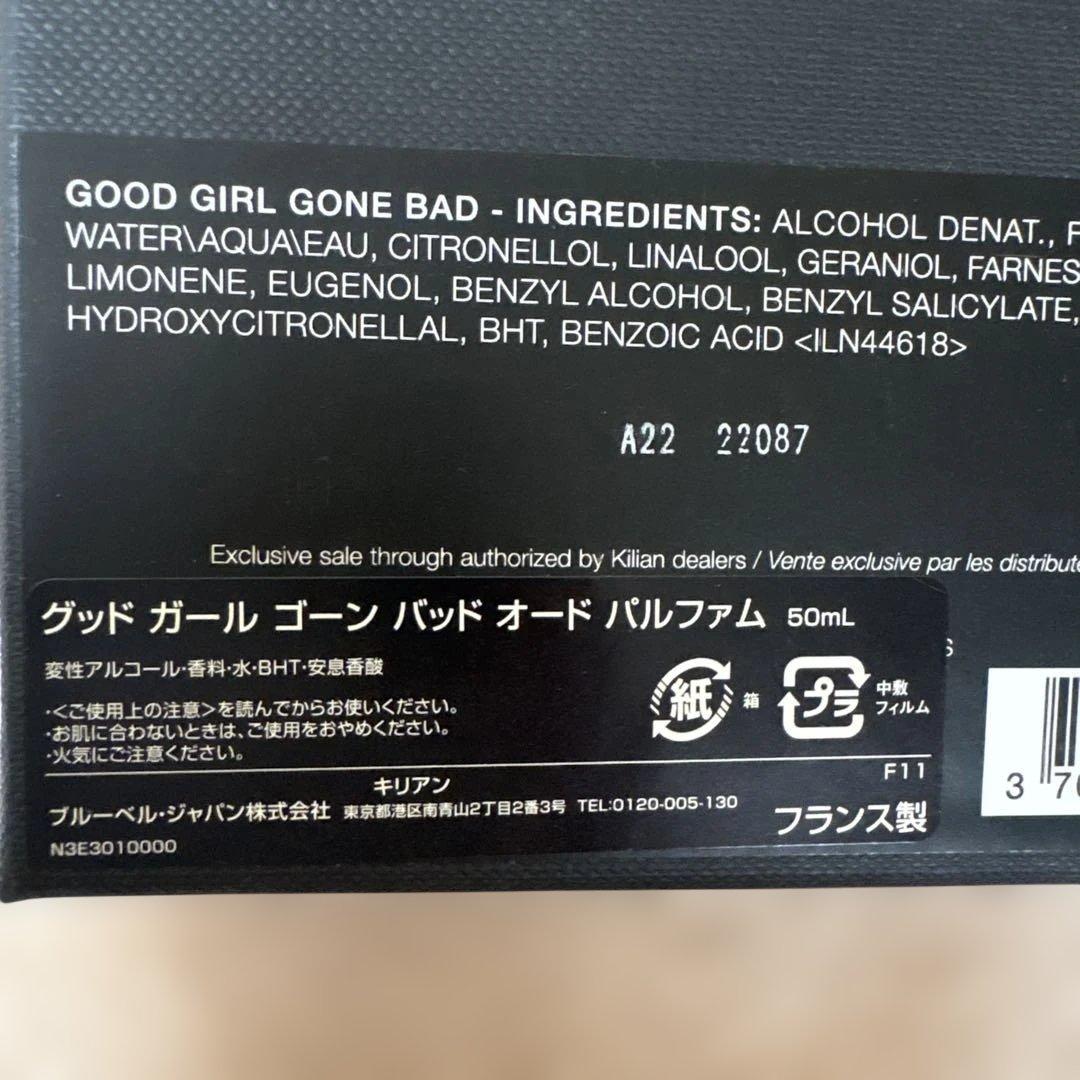 GOOD GIRL GONE BAD - INGREDIENTS: ALCOHOL DENAT.,
WATER\AQUA\EAU, CITRONELLOL, LINALOOL, GERANIOL, FARNES
LIMONENE, EUGENOL, BENZYL ALCOHOL, BENZYL SALICYLATE,
HYDROXYCITRONELLAL, BHT, BENZOIC ACID <ILN44618>
A22 22087
Exclusive sale through authorized by Kilian dealers / Vente exclusive par les distribute
グッド ガール ゴーン バッド オード パルファム 50mL
S
変性アルコール・香料・水・BHT・安息香酸
紙 箱 プラ 中敷
フィルム
・<ご使用上の注意>を読んでからお使いください。
・お肌に合わないときは、ご使用をおやめください。
・火気にご注意ください。
F11
キリアン
ブルーベル・ジャパン株式会社 東京都港区南青山2丁目2番3号 TEL:0120-005-130
フランス製
N3E3010000
3 7